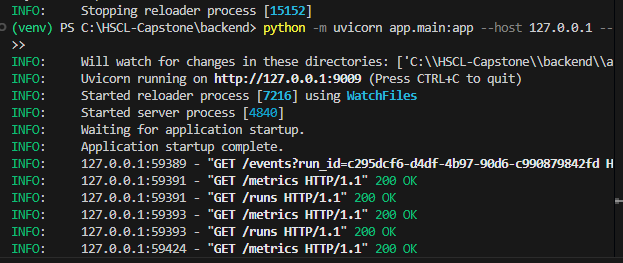 INFO:     Stopping reloader process [15152]
(venv) PS C:\HSCL-Capstone\backend> python -m uvicorn app.main:app --host 127.0.0.1 --
>>
INFO:     Will watch for changes in these directories: ['C:\\HSCL-Capstone\\backend\\a
INFO:     Uvicorn running on http://127.0.0.1:9009 (Press CTRL+C to quit)
INFO:     Started reloader process [7216] using WatchFiles
INFO:     Started server process [4840]
INFO:     Waiting for application startup.
INFO:     Application startup complete.
INFO:     127.0.0.1:59389 - "GET /events?run_id=c295dcf6-d4df-4b97-90d6-c990879842fd H
INFO:     127.0.0.1:59391 - "GET /metrics HTTP/1.1" 200 OK
INFO:     127.0.0.1:59391 - "GET /runs HTTP/1.1" 200 OK
INFO:     127.0.0.1:59393 - "GET /metrics HTTP/1.1" 200 OK
INFO:     127.0.0.1:59393 - "GET /runs HTTP/1.1" 200 OK
INFO:     127.0.0.1:59424 - "GET /metrics HTTP/1.1" 200 OK